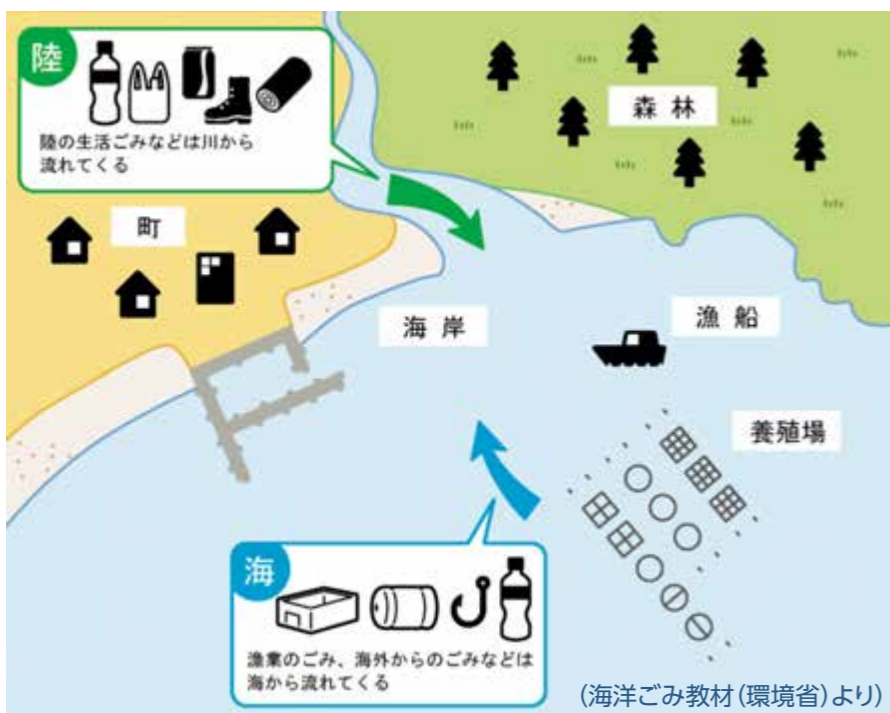 陸
陸の生活ごみなどは川から
流れてくる
森林
町
海岸
漁船
養殖場
海
漁業のごみ、海外からのごみなどは
海から流れてくる
(海洋ごみ教材(環境省)より)